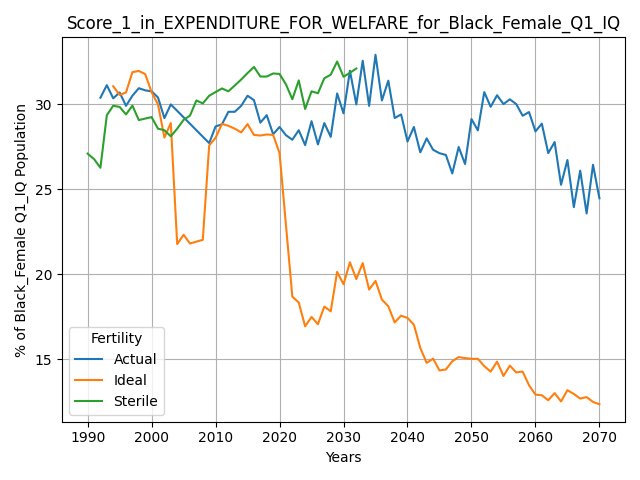 Score_1_in_EXPENDITURE_FOR_WELFARE_for_Black_Female_Q1_IQ
% of Black_Female Q1_IQ Population
30
25
20
15
Fertility
Actual
Ideal
Sterile
1990 2000 2010 2020 2030 2040 2050 2060 2070
Years